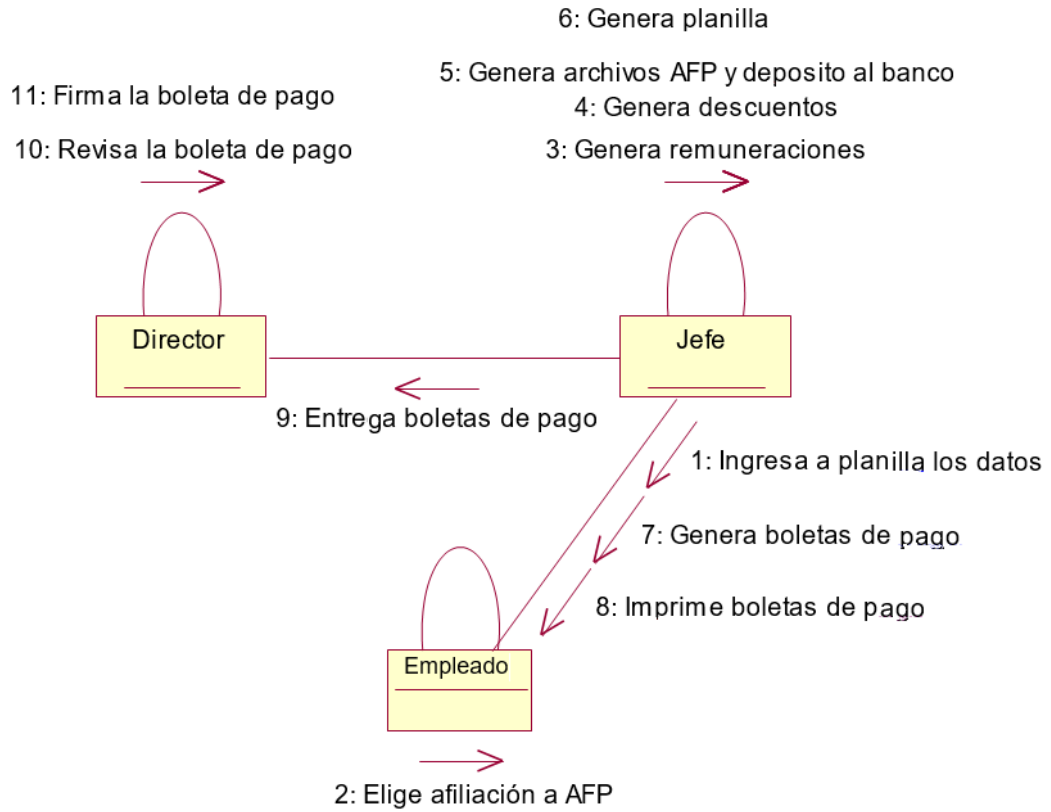 6: Genera planilla
5: Genera archivos AFP y deposito al banco
11: Firma la boleta de pago
4: Genera descuentos
10: Revisa la boleta de pago
3: Genera remuneraciones
Director
Jefe
9: Entrega boletas de pago
1: Ingresa a planilla los datos
7: Genera boletas de pago
8: Imprime boletas de pago
Empleado
2: Elige afiliación a AFP